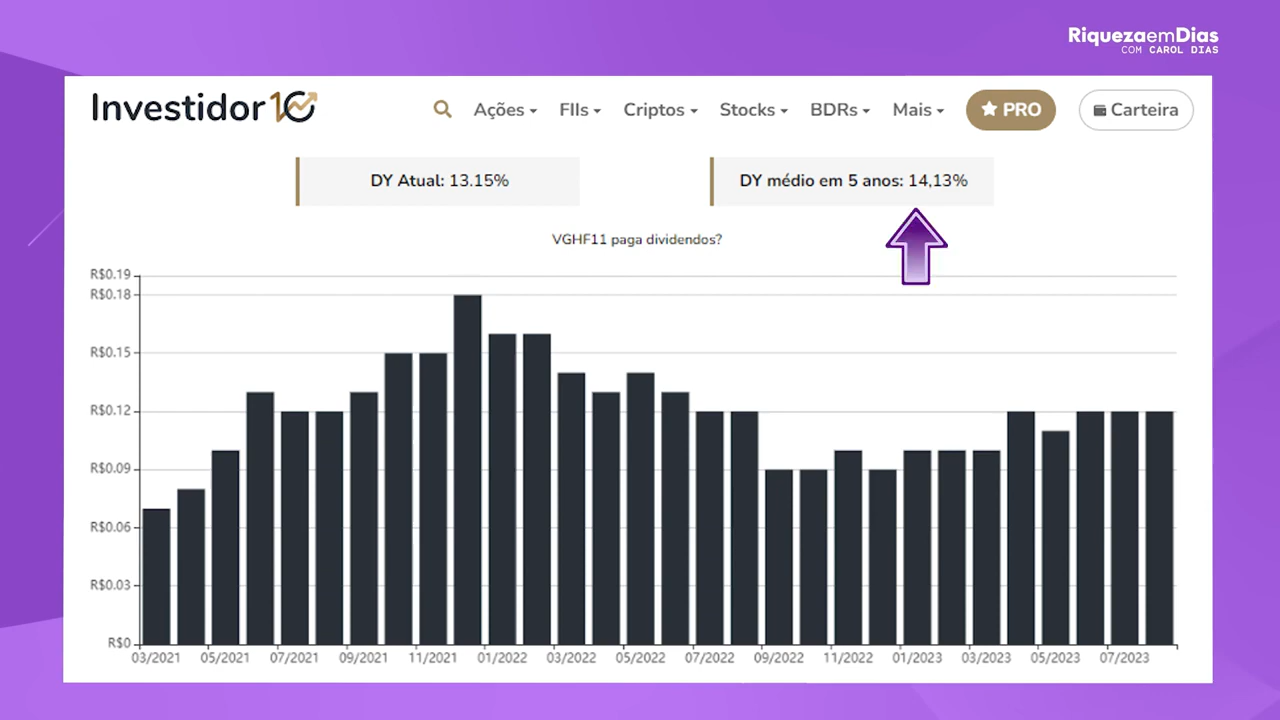 RiquezaemDias
COM CAROL DIAS
Investidor10
Ações FIIs Criptos Stocks BDRs Mais PRO Carteira
DY Atual: 13.15% DY médio em 5 anos: 14,13%
VGHF11 paga dividendos?
R$0.19
R$0.18
R$0.15
R$0.12
R$0.09
R$0.06
R$0.03
R$0
03/2021 05/2021 07/2021 09/2021 11/2021 01/2022 03/2022 05/2022 07/2022 09/2022 11/2022 01/2023 03/2023 05/2023 07/2023